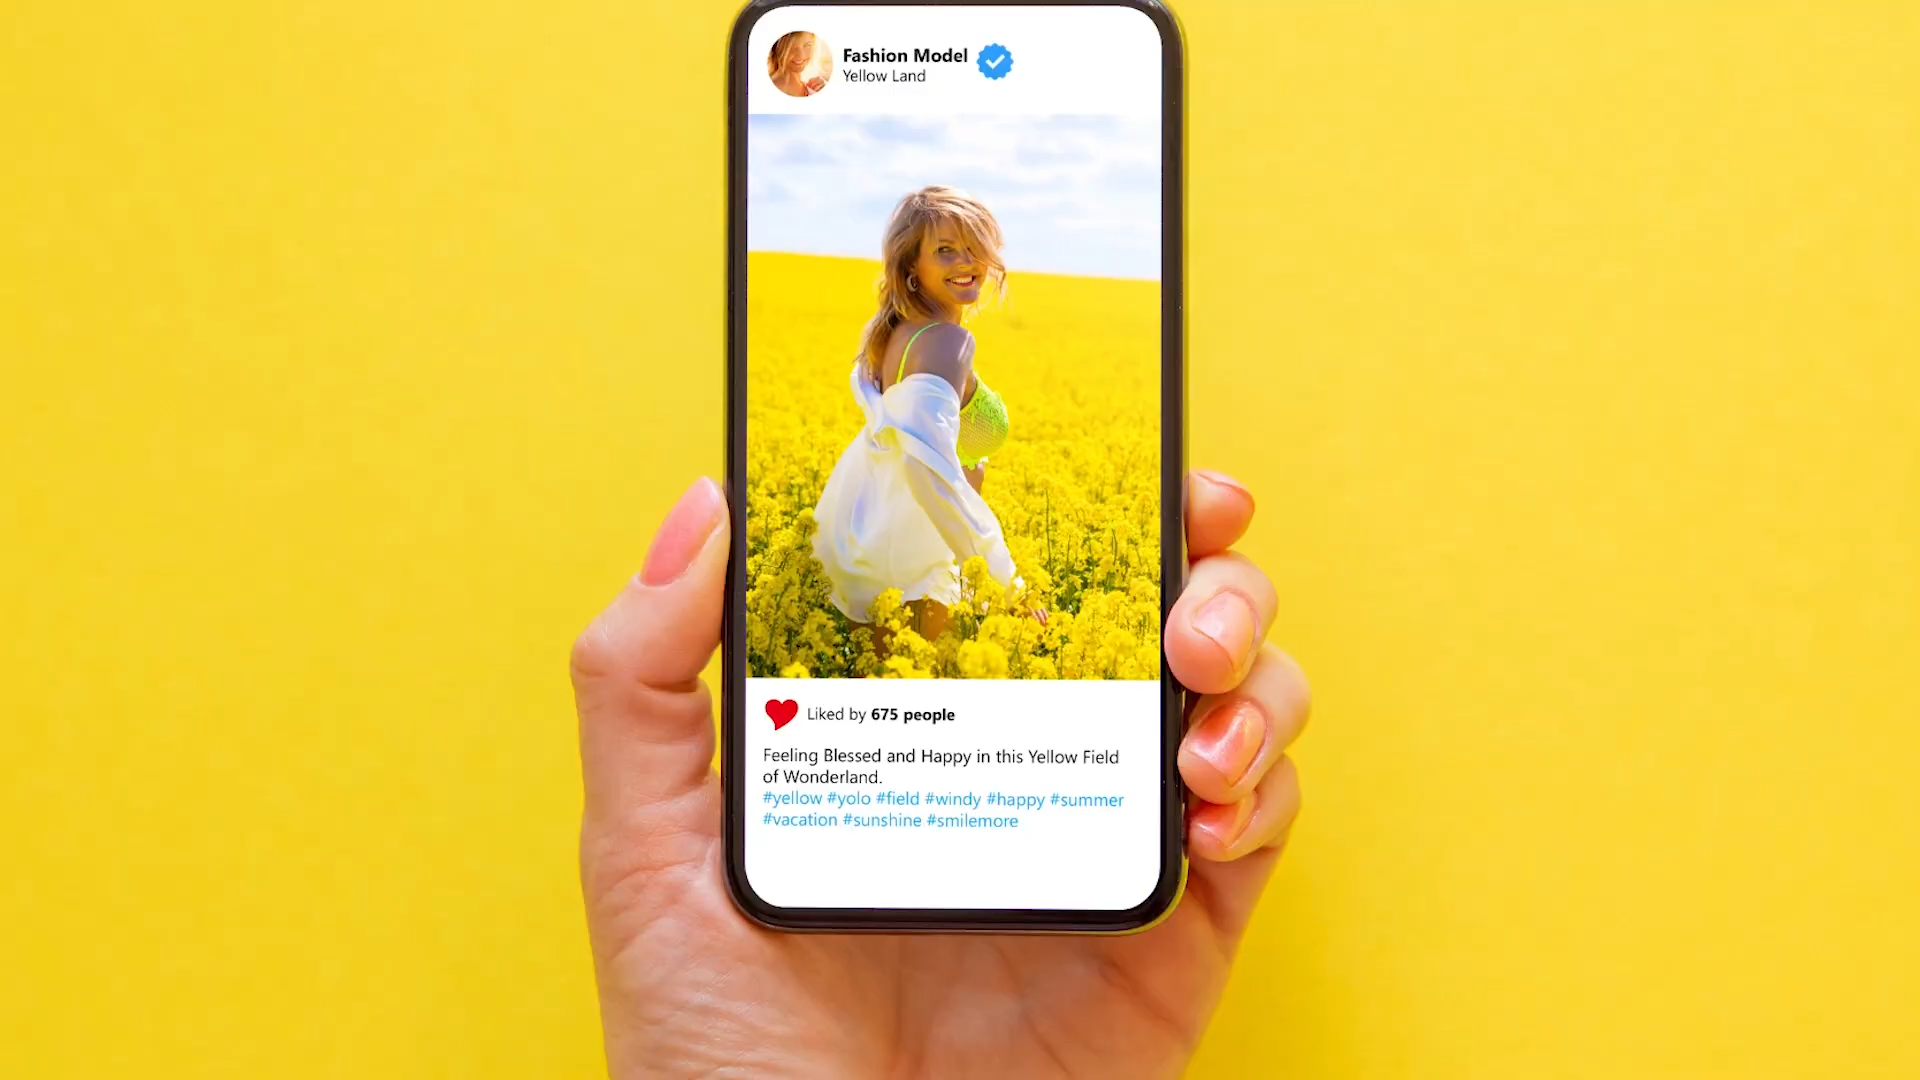 Fashion Model
Yellow Land
Liked by 675 people
Feeling Blessed and Happy in this Yellow Field
of Wonderland.
#yellow #yolo #field #windy #happy #summer
#vacation #sunshine #smilemore